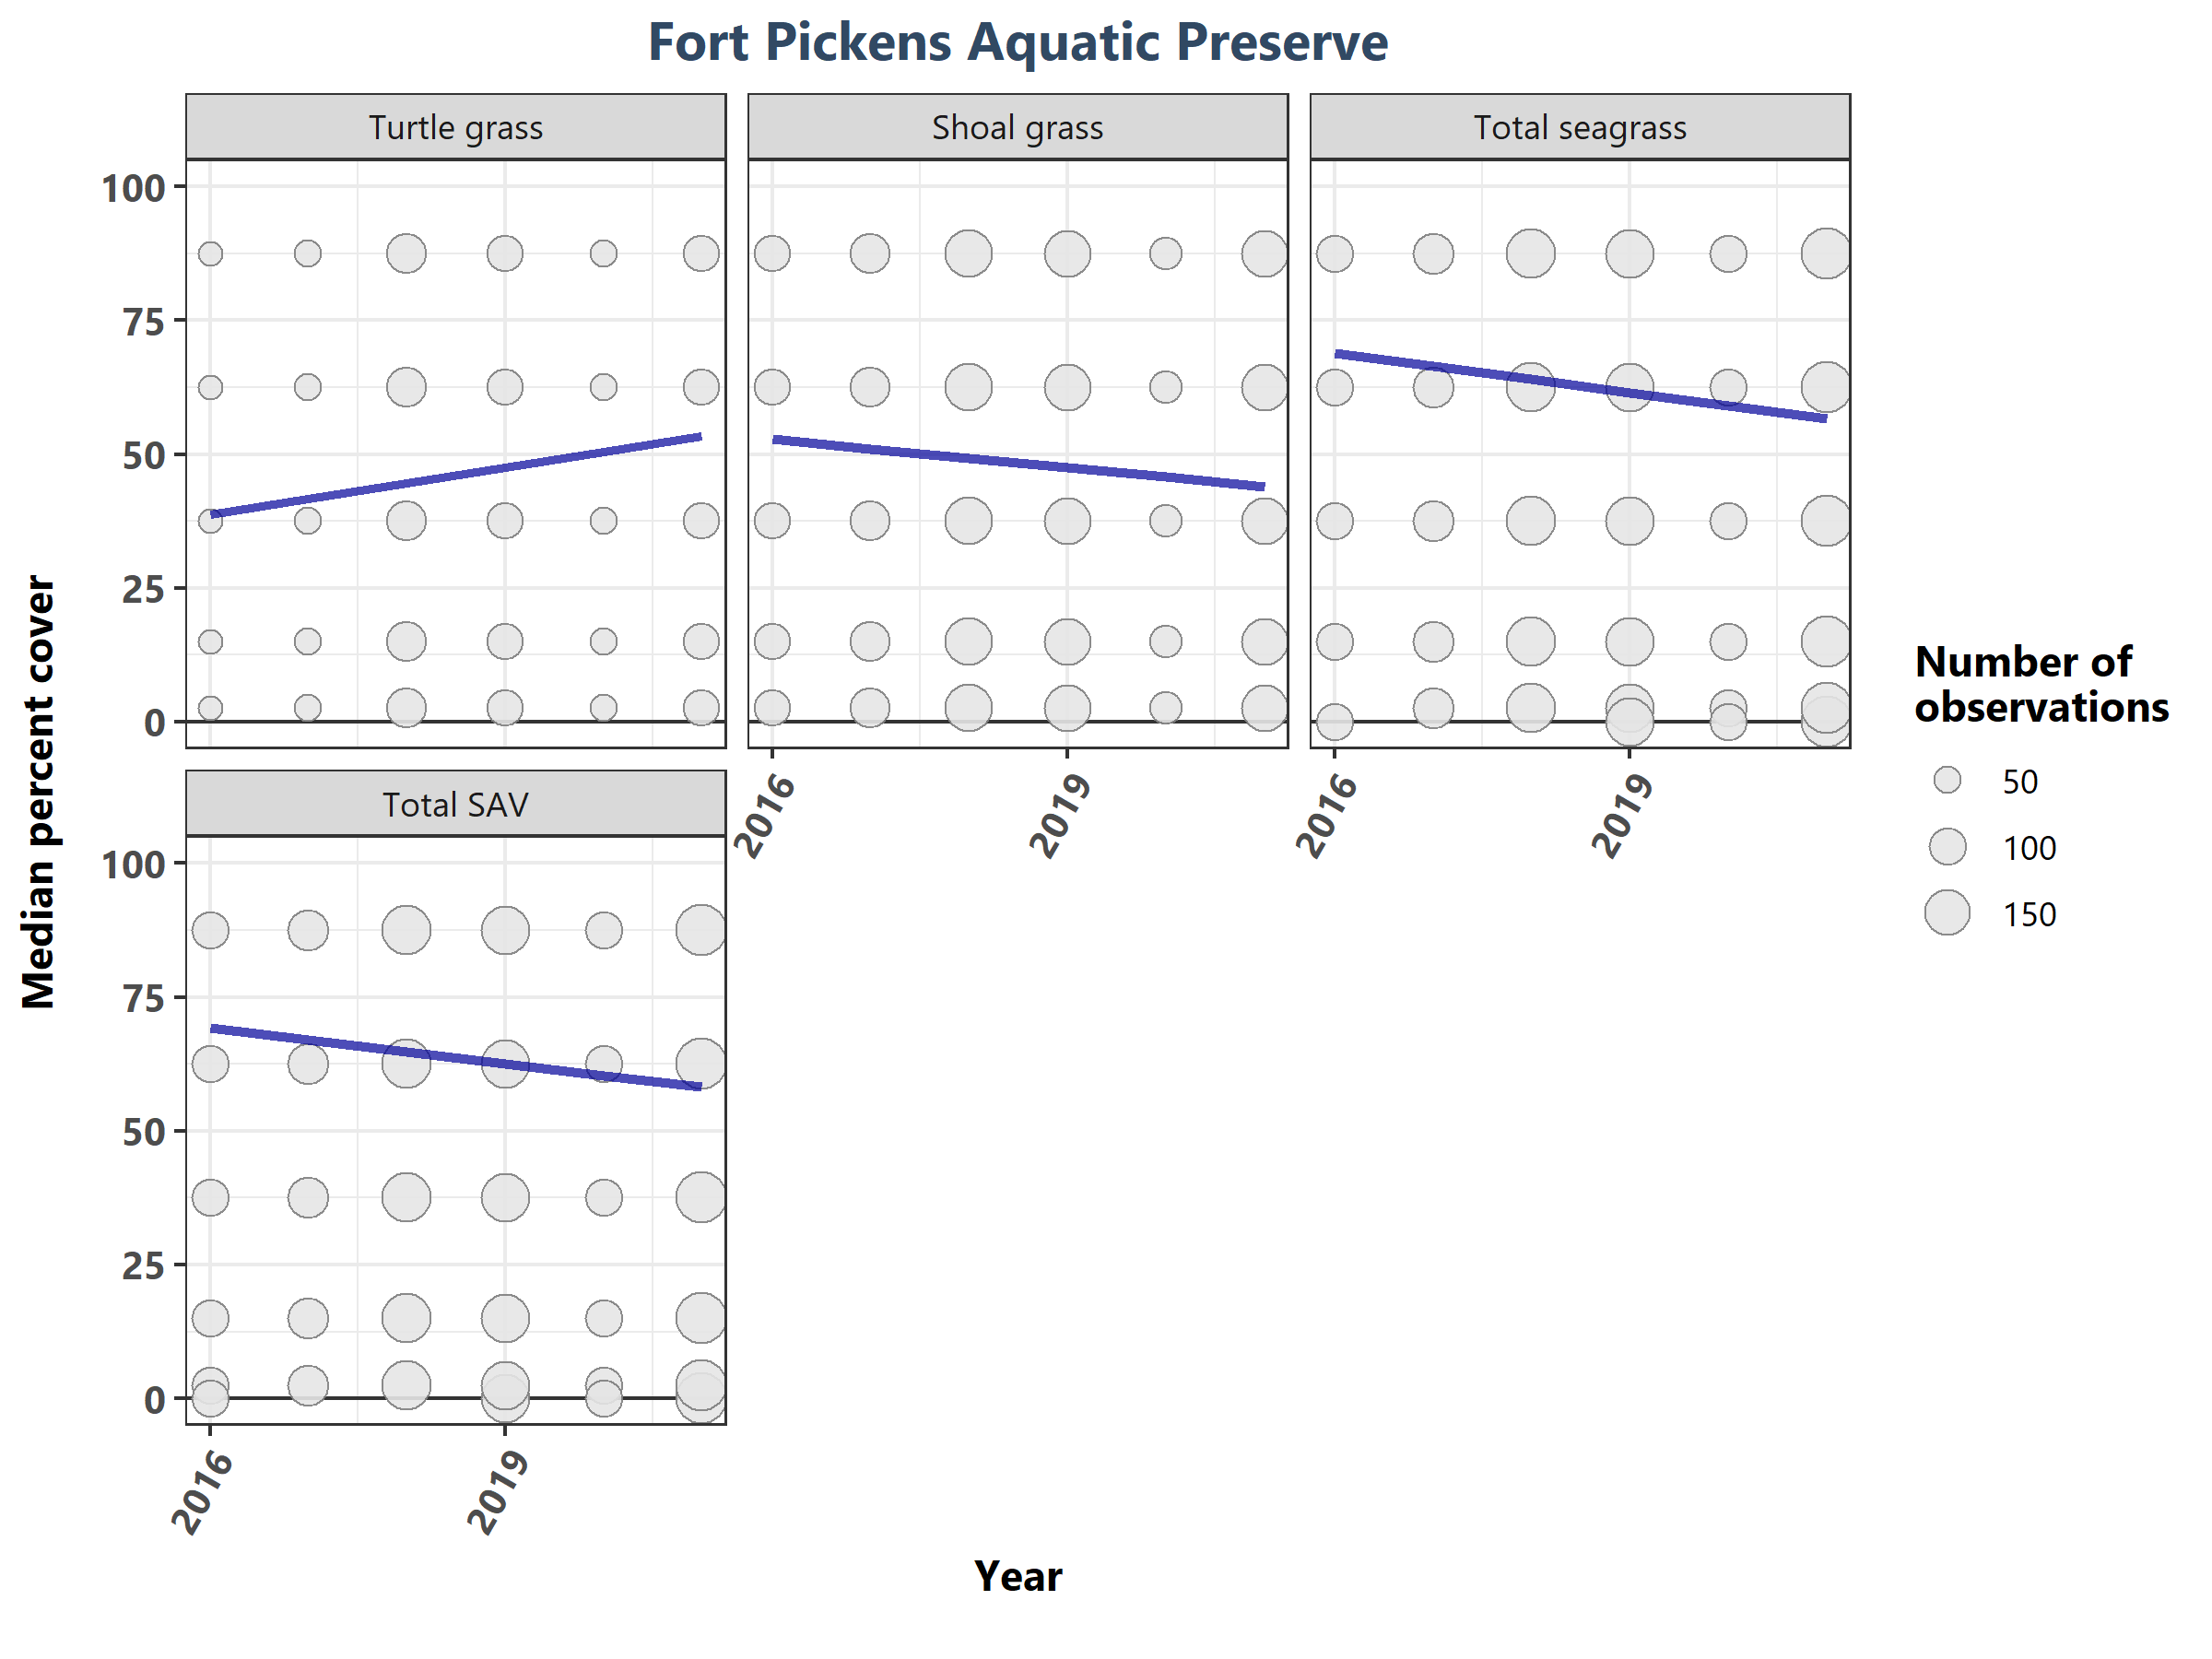 Fort Pickens Aquatic Preserve
Turtle grass
Shoal grass
Total seagrass
100
75
50
25
0
2016
2019
2016
2019
Total SAV
100
75
50
25
0
2016
2019
Median percent cover
Year
Number of
observations
50
100
150